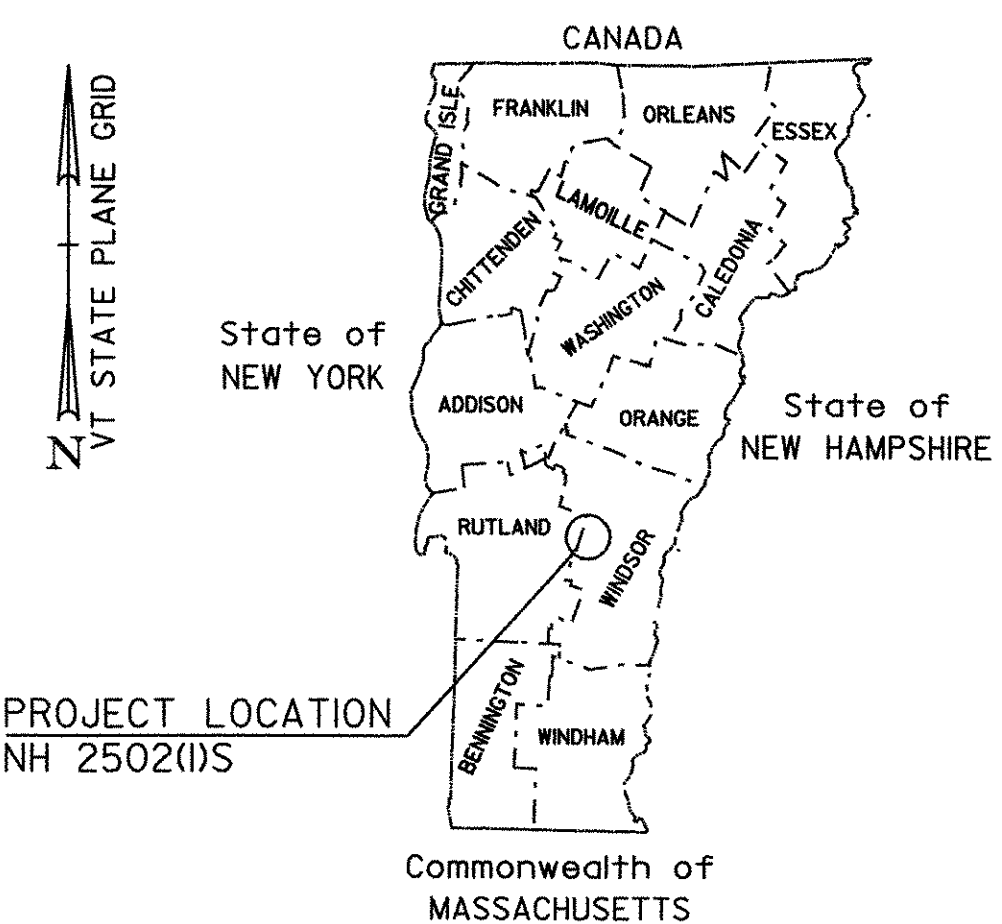 CANADA
VT STATE PLANE GRID
N
GRAND ISLE
FRANKLIN
ORLEANS
ESSEX
LAMOILLE
CHITTENDEN
CALEDONIA
WASHINGTON
State of
NEW YORK
ADDISON
ORANGE
State of
NEW HAMPSHIRE
RUTLAND
WINDSOR
PROJECT LOCATION
NH 2502(1)S
BENNINGTON
WINDHAM
Commonwealth of
MASSACHUSETTS